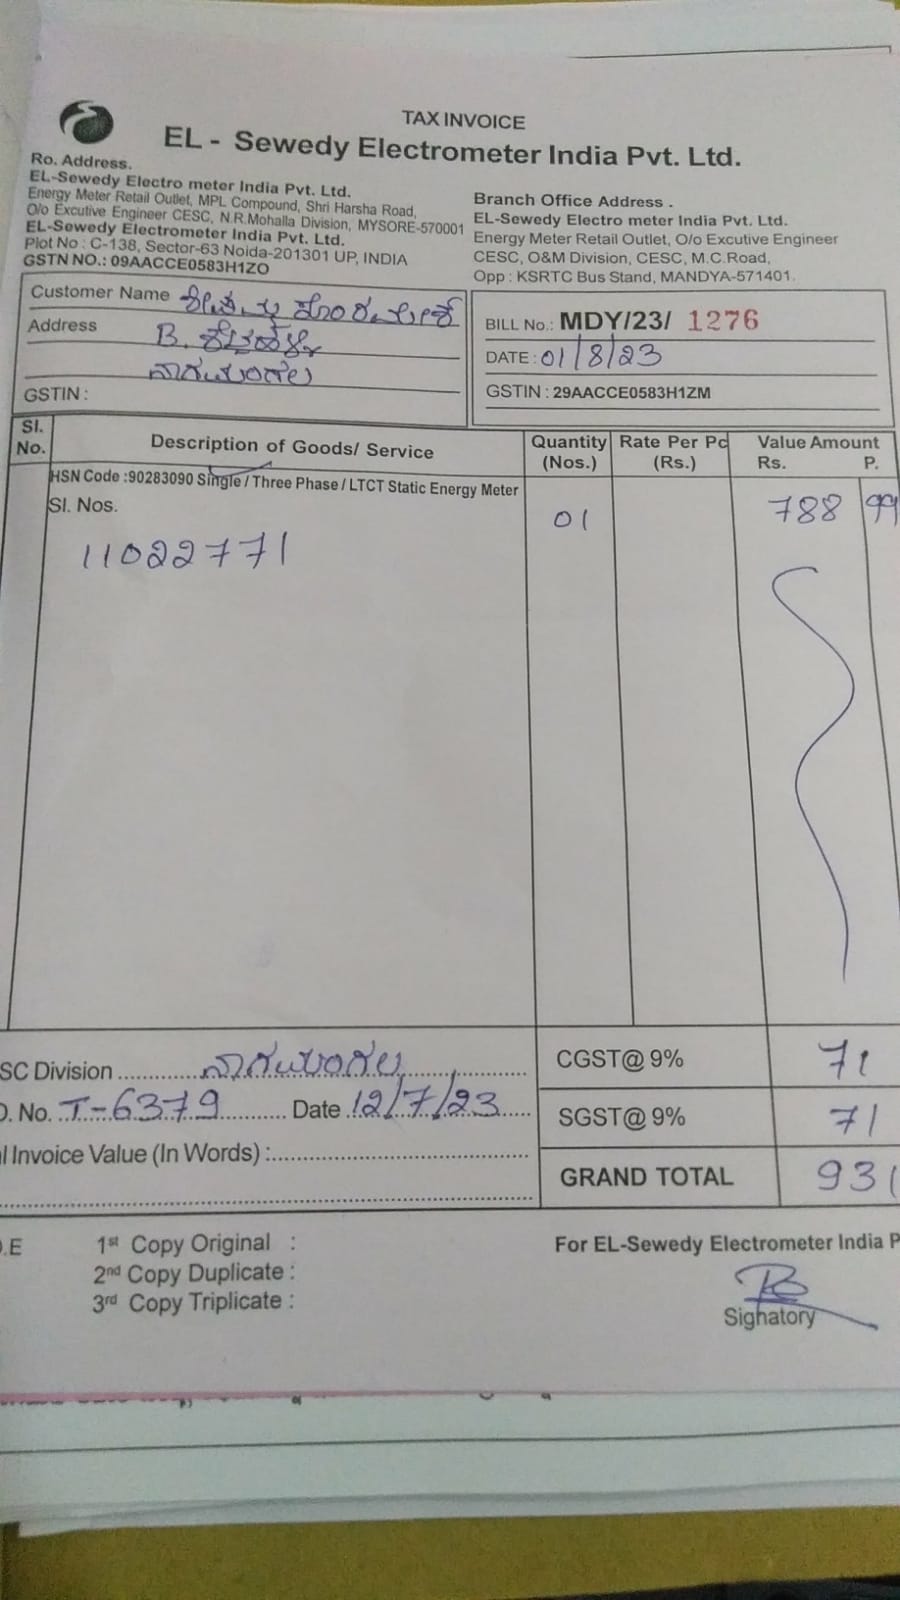 TAX INVOICE
EL - Sewedy Electrometer India Pvt. Ltd.
Ro. Address.
EL-Sewedy Electro meter India Pvt. Ltd.
Energy Meter Retail Outlet, MPL Compound, Shri Harsha Road,
O/o Excutive Engineer CESC, N.R.Mohalla Division, MYSORE-570001
EL-Sewedy Electrometer India Pvt. Ltd.
Plot No : C-138, Sector-63 Noida-201301 UP, INDIA
GSTN NO.: 09AACCE0583H1ZO
Branch Office Address .
EL-Sewedy Electro meter India Pvt. Ltd.
Energy Meter Retail Outlet, O/o Excutive Engineer
CESC, O&M Division, CESC, M.C.Road,
Opp : KSRTC Bus Stand, MANDYA-571401.
Customer Name
Address B.
ನಾಗಮಂಗಲ
GSTIN :
BILL No.: MDY/23/ 1276
DATE : 01/8/23
GSTIN : 29AACCE0583H1ZM
Sl. No. Description of Goods/ Service Quantity (Nos.) Rate Per Pc (Rs.) Value Amount Rs. P.
HSN Code :90283090 Single / Three Phase / LTCT Static Energy Meter
Sl. Nos. 01 788 99
11022771
SC Division ನಾಗಮಂಗಲ CGST@ 9% 71
No. T-6379 Date 12/7/23 SGST@ 9% 71
l Invoice Value (In Words) : GRAND TOTAL 931
.E 1st Copy Original :
2nd Copy Duplicate :
3rd Copy Triplicate :
For EL-Sewedy Electrometer India P
Sighatory